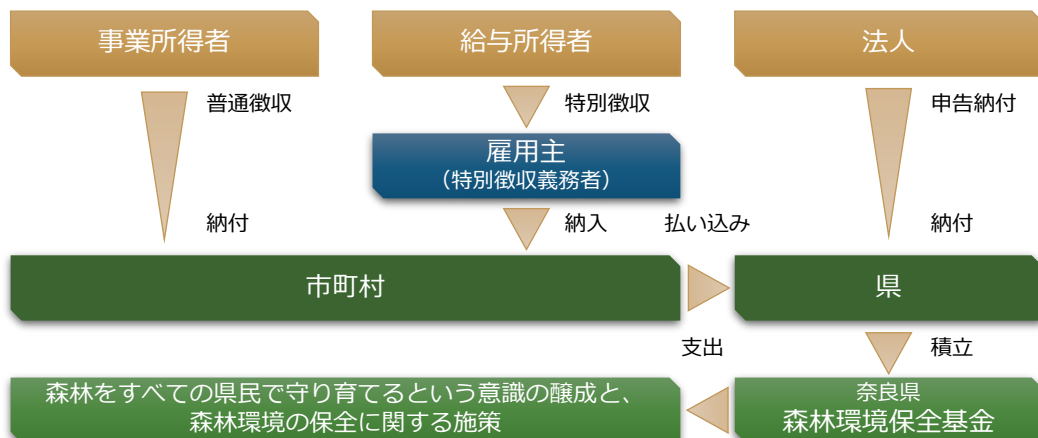 事業所得者
給与所得者
法人
普通徴収
特別徴収
申告納付
雇用主
（特別徴収義務者）
納付
納入
払い込み
納付
市町村
県
支出
積立
森林をすべての県民で守り育てるという意識の醸成と、
森林環境の保全に関する施策
奈良県
森林環境保全基金